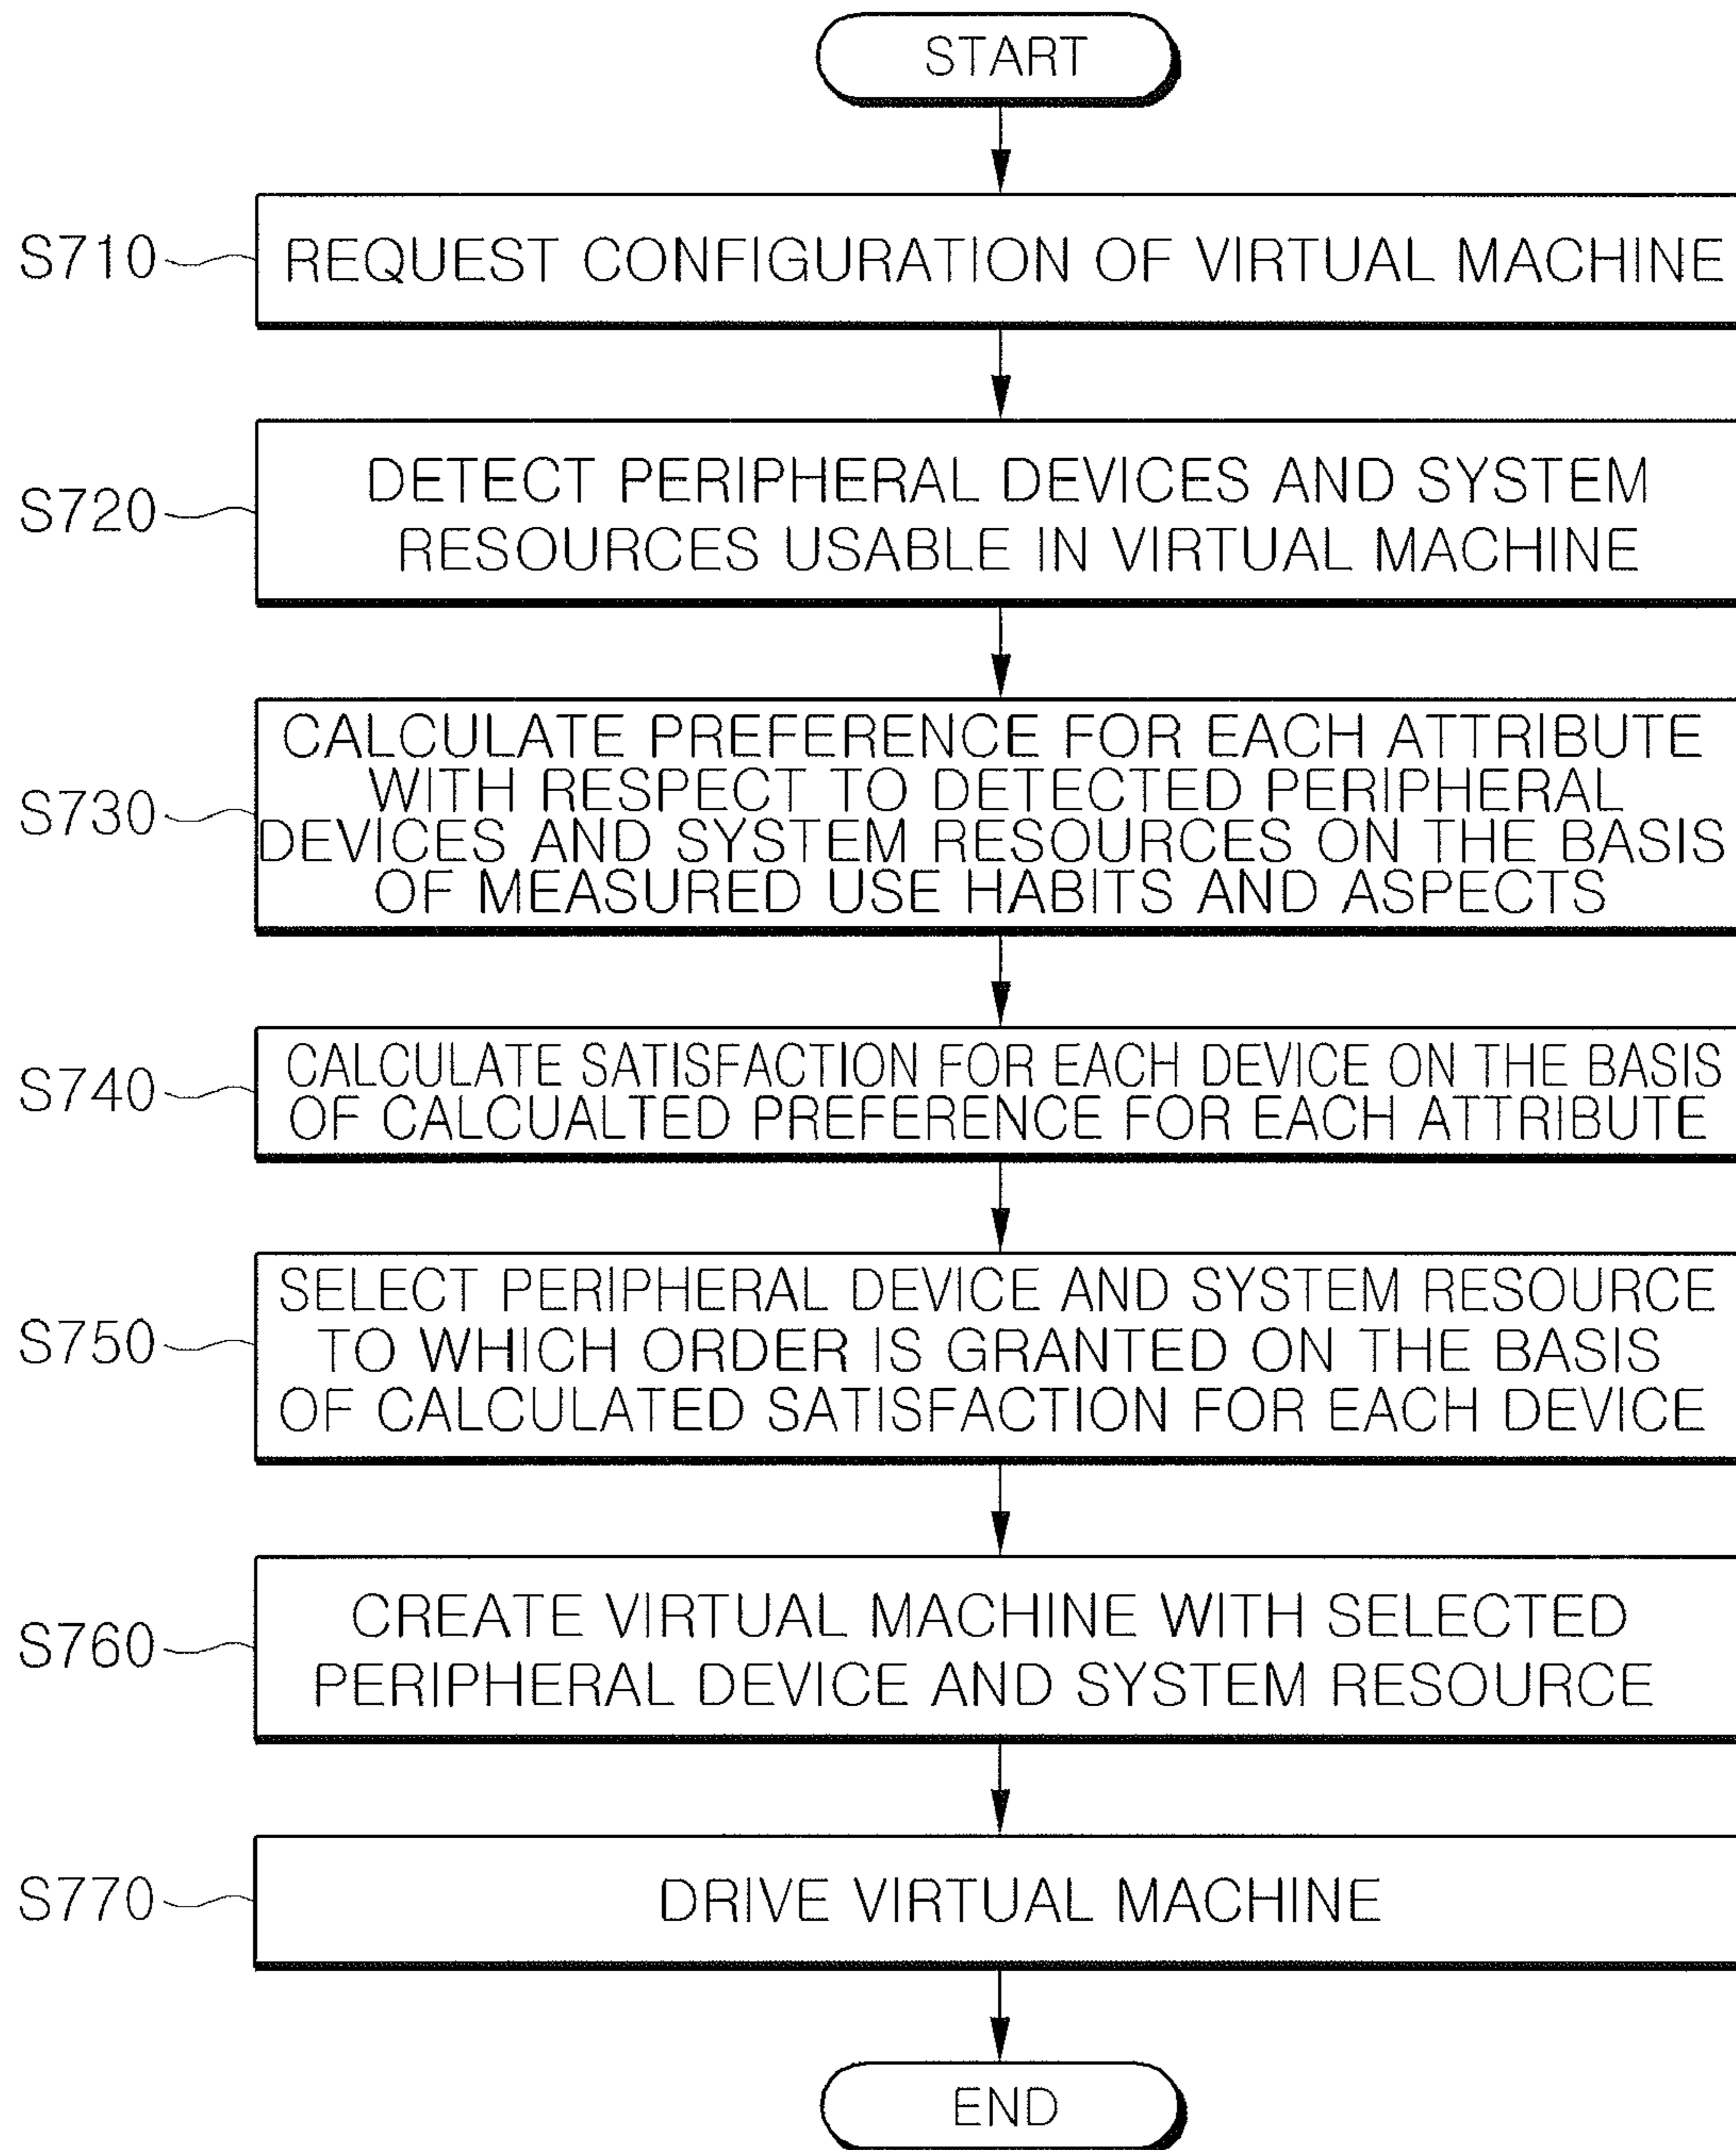 START
S710
REQUEST CONFIGURATION OF VIRTUAL MACHINE
S720
DETECT PERIPHERAL DEVICES AND SYSTEM
RESOURCES USABLE IN VIRTUAL MACHINE
S730
CALCULATE PREFERENCE FOR EACH ATTRIBUTE
WITH RESPECT TO DETECTED PERIPHERAL
DEVICES AND SYSTEM RESOURCES ON THE BASIS
OF MEASURED USE HABITS AND ASPECTS
S740
CALCULATE SATISFACTION FOR EACH DEVICE ON THE BASIS
OF CALCUALTED PREFERENCE FOR EACH ATTRIBUTE
S750
SELECT PERIPHERAL DEVICE AND SYSTEM RESOURCE
TO WHICH ORDER IS GRANTED ON THE BASIS
OF CALCULATED SATISFACTION FOR EACH DEVICE
S760
CREATE VIRTUAL MACHINE WITH SELECTED
PERIPHERAL DEVICE AND SYSTEM RESOURCE
S770
DRIVE VIRTUAL MACHINE
END